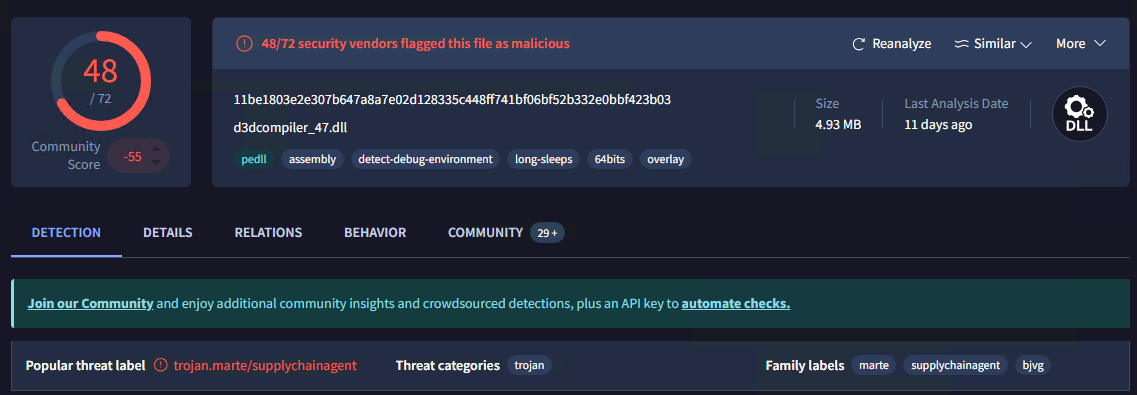 48
/ 72
Community
Score
-55
48/72 security vendors flagged this file as malicious
Reanalyze
Similar
More
11be1803e2e307b647a8a7e02d128335c448ff741bf06bf52b332e0bbf423b03
d3dcompiler_47.dll
pedll assembly detect-debug-environment long-sleeps 64bits overlay
Size
4.93 MB
Last Analysis Date
11 days ago
DLL
DETECTION DETAILS RELATIONS BEHAVIOR COMMUNITY 29 +
Join our Community and enjoy additional community insights and crowdsourced detections, plus an API key to automate checks.
Popular threat label trojan.marte/supplychainagent Threat categories trojan Family labels marte supplychainagent bjvg